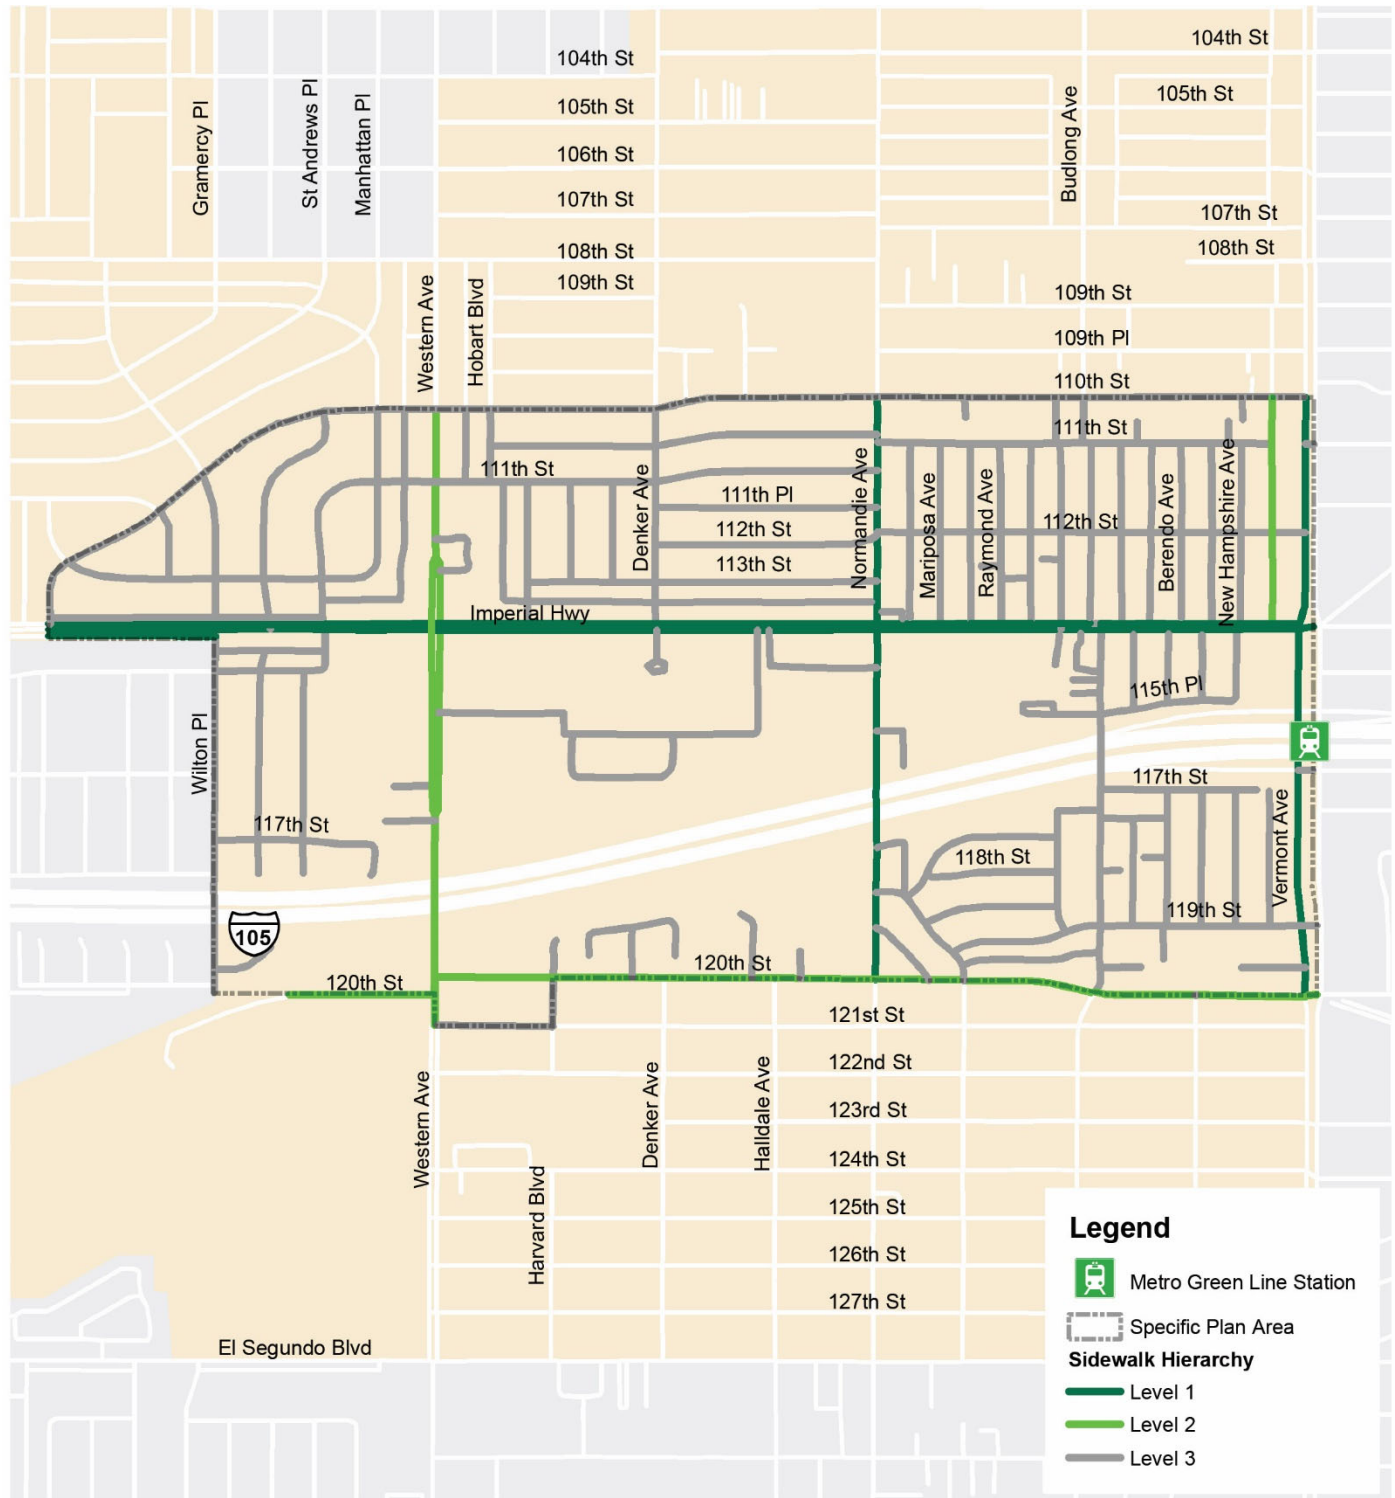 104th St
104th St
105th St
105th St
Gramercy Pl
St Andrews Pl
Manhattan Pl
Budlong Ave
106th St
107th St
107th St
108th St
108th St
109th St
109th St
Western Ave
Hobart Blvd
109th Pl
110th St
111th St
111th St
Denker Ave
111th Pl
112th St
112th St
113th St
Normandie Ave
Mariposa Ave
Raymond Ave
Berendo Ave
New Hampshire Ave
Imperial Hwy
115th Pl
Wilton Pl
117th St
117th St
Vermont Ave
118th St
119th St
105
120th St
120th St
121st St
122nd St
Western Ave
Denker Ave
Halldale Ave
123rd St
124th St
Harvard Blvd
125th St
126th St
127th St
El Segundo Blvd
Legend
Metro Green Line Station
Specific Plan Area
Sidewalk Hierarchy
Level 1
Level 2
Level 3